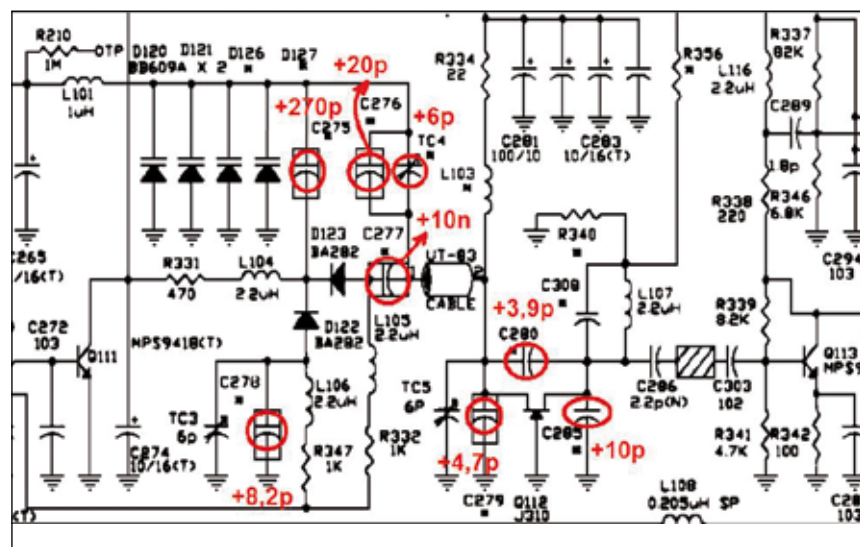 R210
1M
OTP
D120 D121 D126 D127
BB609A X 2
L101
1uH
+20p
+270p
C276
C275
+6p
TC4
R334
22
R356
R337
82K
L116
2.2uH
C289
1.8p
C281
100/10
C283
10/16(T)
L103
R338
220
R346
6.8K
+10n
C277
D123
BA282
UT-83
CABLE
2
R340
C308
L107
2.2uH
C265
/16(T)
R331
470
L104
2.2uH
C294
103
R339
8.2K
+3,9p
C280
C272
103
Q111
MPS9418(T)
D122
BA282
L105
2.2uH
Q113
MPS9
C278
TC3
6p
L106
2.2uH
TC5
6P
C286
2.2p(N)
C303
102
C274
10/16(T)
R347
1K
R332
1K
C285
+10p
R341
4.7K
R342
100
+8,2p
+4,7p
C279
Q112
J310
L108
0.205uH SP
C28
103
(T)